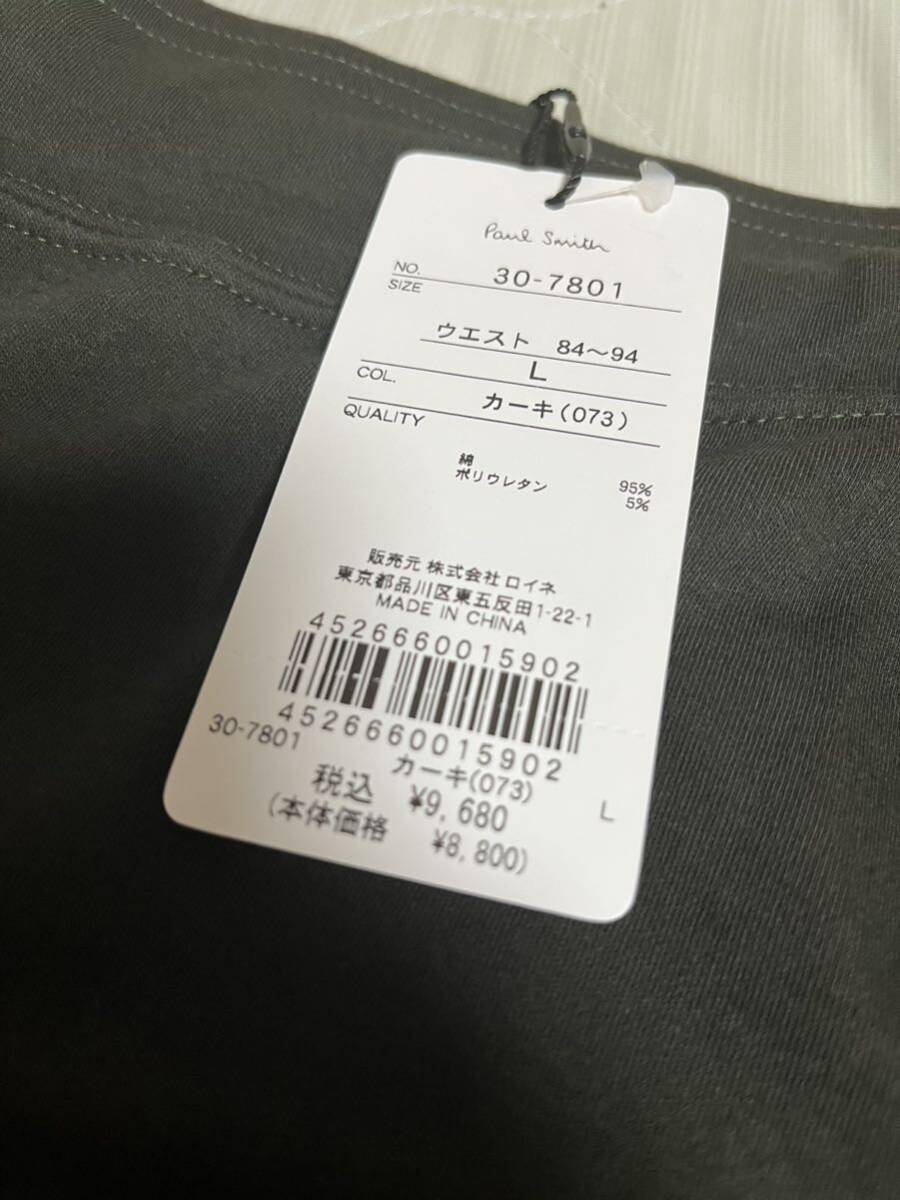 Paul Smith
NO. 30-7801
SIZE
ウエスト 84～94
L
COL.
カーキ(073)
QUALITY
綿 95%
ポリウレタン 5%
販売元 株式会社 ロイネ
東京都品川区東五反田1-22-1
MADE IN CHINA
4526660015902
4526660015902
30-7801 カーキ(073) L
税込 ¥9,680
(本体価格 ¥8,800)